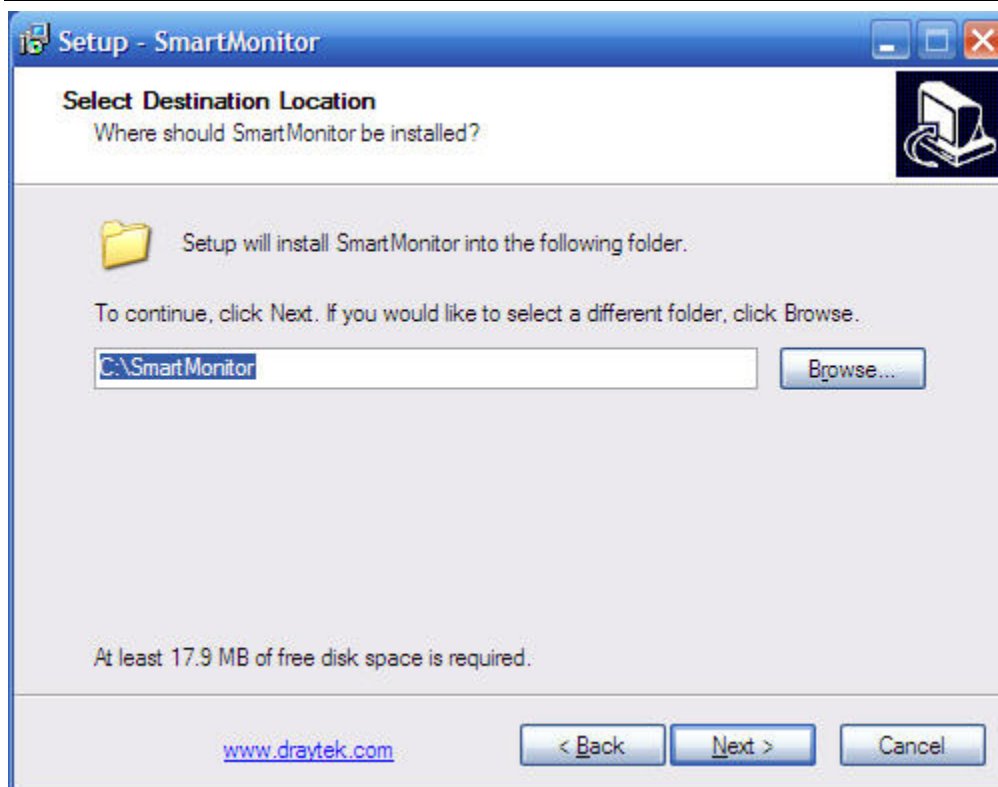 Setup - SmartMonitor
Select Destination Location
Where should SmartMonitor be installed?
Setup will install SmartMonitor into the following folder.
To continue, click Next. If you would like to select a different folder, click Browse.
C:\SmartMonitor
Browse...
At least 17.9 MB of free disk space is required.
www.draytek.com
< Back
Next >
Cancel